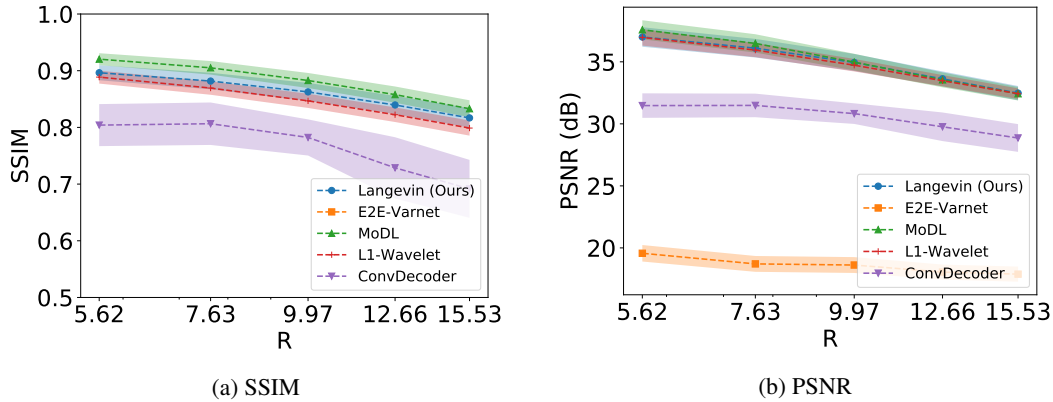 1.0
0.9
0.8
0.7
0.6
0.5
SSIM
5.62 7.63 9.97 12.66 15.53
R
Langevin (Ours)
E2E-Varnet
MoDL
L1-Wavelet
ConvDecoder
(a) SSIM
35
30
25
20
PSNR (dB)
5.62 7.63 9.97 12.66 15.53
R
Langevin (Ours)
E2E-Varnet
MoDL
L1-Wavelet
ConvDecoder
(b) PSNR